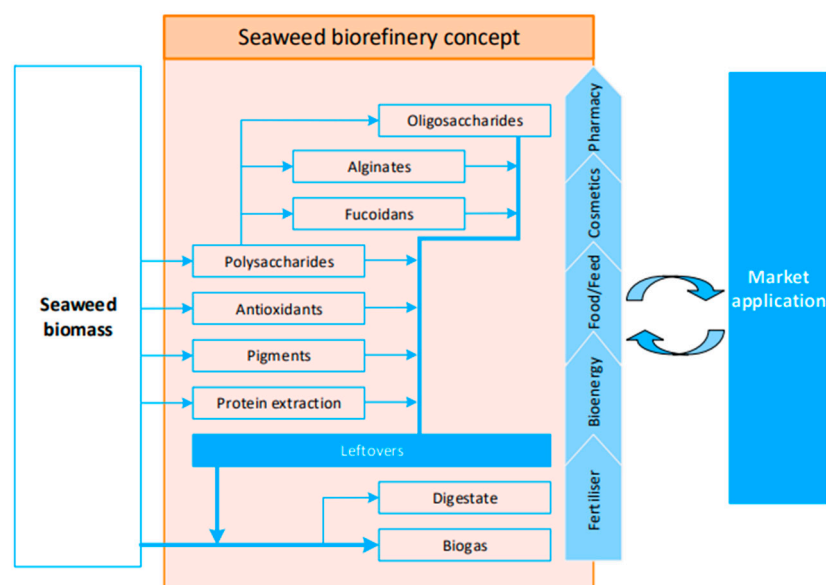 Seaweed biorefinery concept
Seaweed
biomass
Oligosaccharides
Alginates
Fucoidans
Polysaccharides
Antioxidants
Pigments
Protein extraction
Leftovers
Digestate
Biogas
Pharmacy
Cosmetics
Food/Feed
Bioenergy
Fertiliser
Market
application